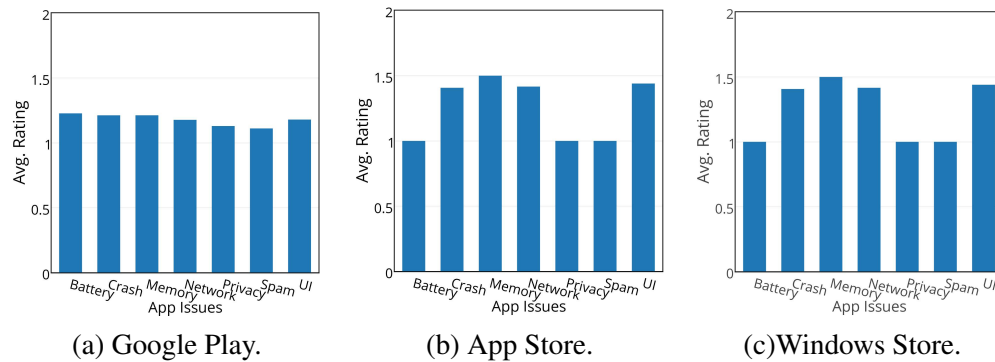 2
1.5
1
0.5
0
Avg. Rating
Battery
Crash
Memory
Network
Privacy
Spam
UI
App Issues
(a) Google Play.
2
1.5
1
0.5
0
Avg. Rating
Battery
Crash
Memory
Network
Privacy
Spam
UI
App Issues
(b) App Store.
2
1.5
1
0.5
0
Avg. Rating
Battery
Crash
Memory
Network
Privacy
Spam
UI
App Issues
(c)Windows Store.